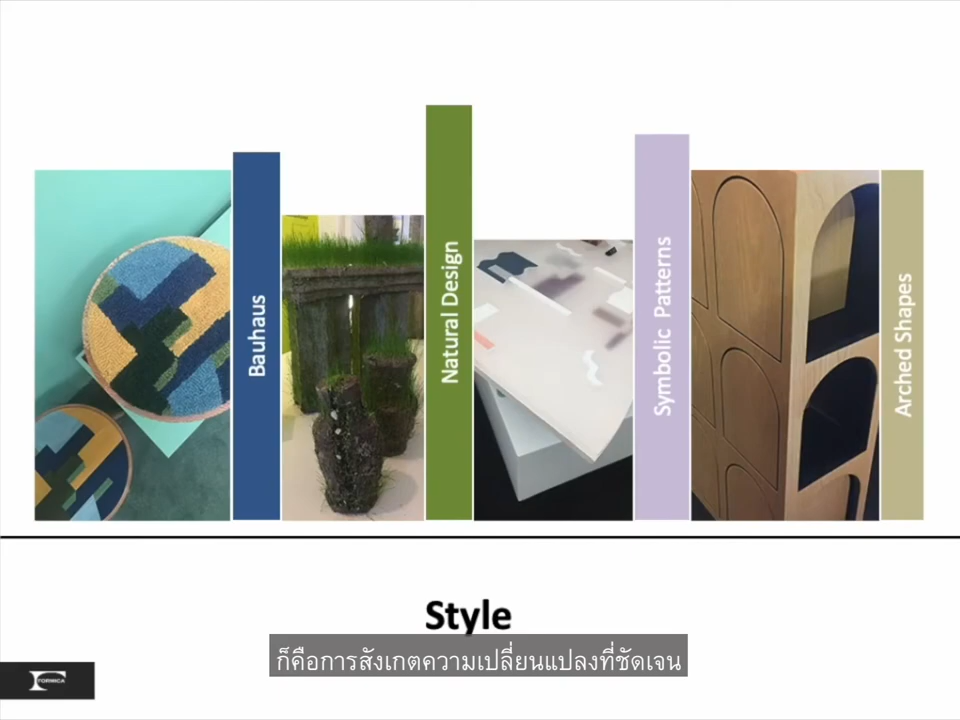 Bauhaus
Natural Design
Symbolic Patterns
Arched Shapes
Style
ก็คือการสังเกตความเปลี่ยนแปลงที่ชัดเจน
FORMICA